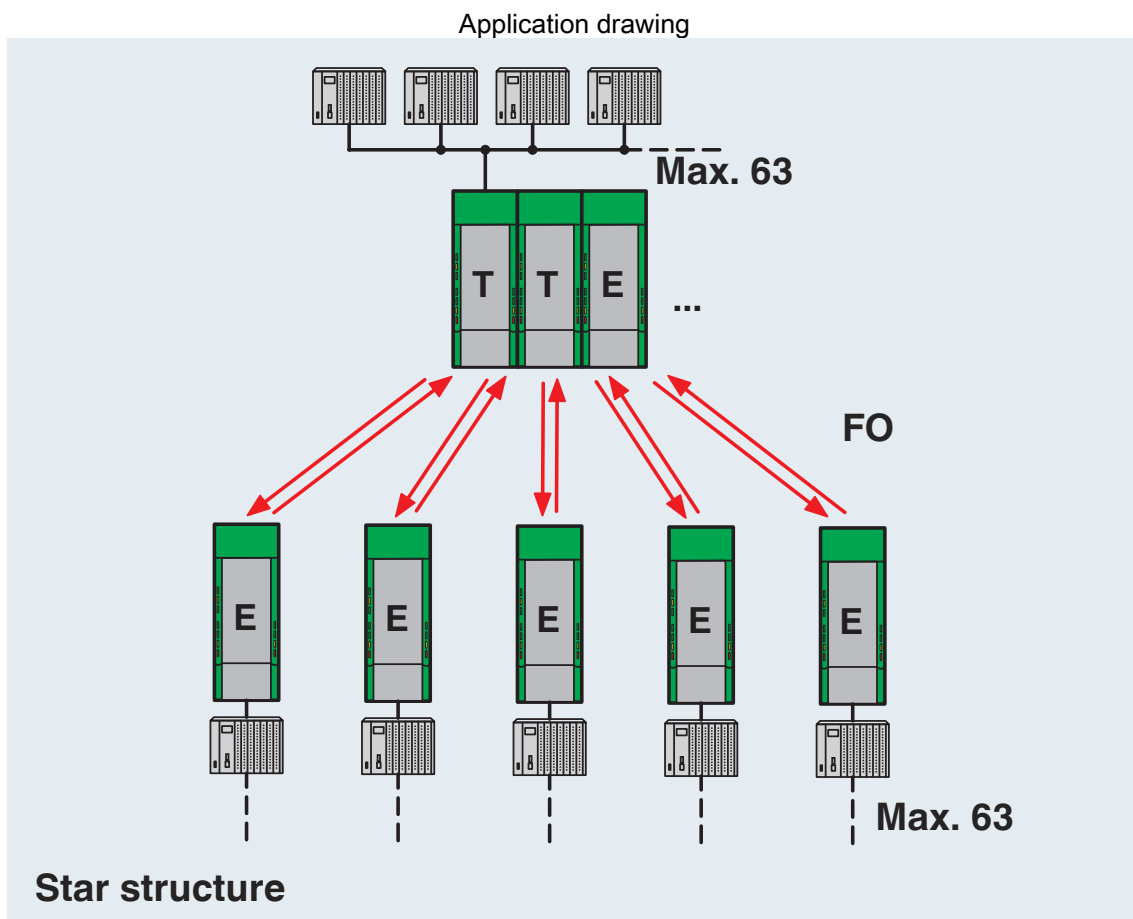 Application drawing
Max. 63
T T E ...
FO
E E E E E
Max. 63
Star structure